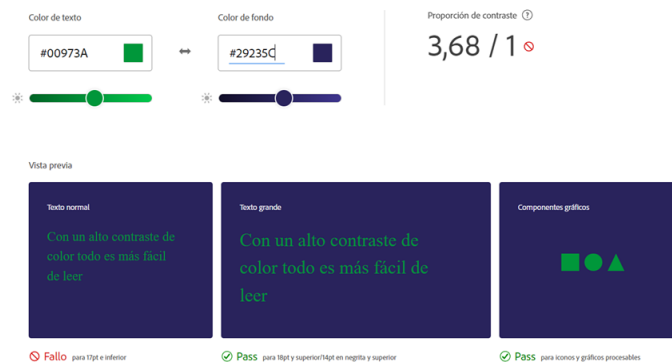 Color de texto
Color de fondo
Proporción de contraste ?
#00973A
#29235C
3,68 / 1
Vista previa
Texto normal
Con un alto contraste de
color todo es más fácil
de leer
Texto grande
Con un alto contraste de
color todo es más fácil de
leer
Componentes gráficos
Fallo para 17pt e inferior
Pass para 18pt y superior/14pt en negrita y superior
Pass para iconos y gráficos procesables